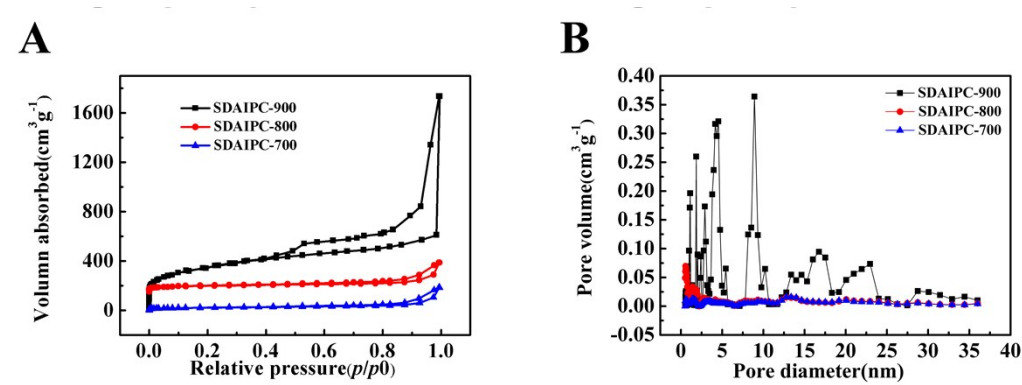 A
Volumn absorbed(cm³g⁻¹)
1600
1200
800
400
0
SDAIPC-900
SDAIPC-800
SDAIPC-700
0.0 0.2 0.4 0.6 0.8 1.0
Relative pressure(p/p0)
B
Pore volume(cm³g⁻¹)
0.40
0.35
0.30
0.25
0.20
0.15
0.10
0.05
0.00
-0.05
SDAIPC-900
SDAIPC-800
SDAIPC-700
0 5 10 15 20 25 30 35 40
Pore diameter(nm)